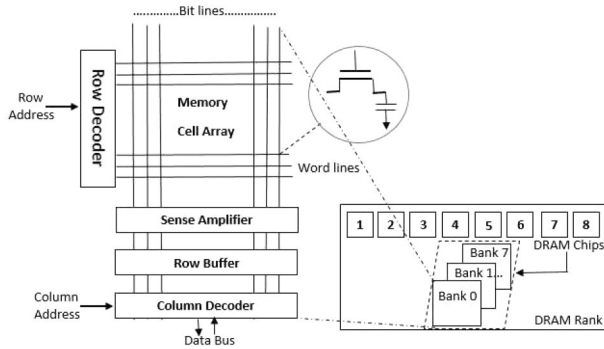 ...............Bit lines...............
Row Decoder
Row
Address
Memory
Cell Array
Word lines
Sense Amplifier
Row Buffer
Column
Address
Column Decoder
Data Bus
1 2 3 4 5 6 7 8
DRAM Chips
Bank 7
Bank 1...
Bank 0
DRAM Rank